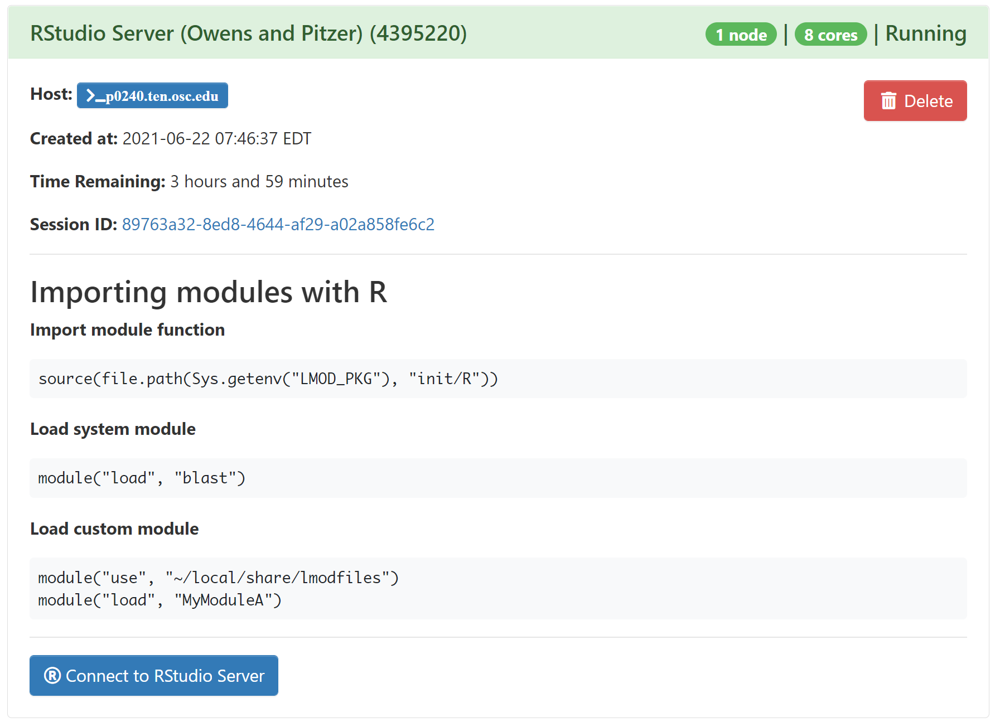 RStudio Server (Owens and Pitzer) (4395220) 1 node | 8 cores | Running
Host: >_p0240.ten.osc.edu Delete
Created at: 2021-06-22 07:46:37 EDT
Time Remaining: 3 hours and 59 minutes
Session ID: 89763a32-8ed8-4644-af29-a02a858fe6c2
Importing modules with R
Import module function
source(file.path(Sys.getenv("LMOD_PKG"), "init/R"))
Load system module
module("load", "blast")
Load custom module
module("use", "~/local/share/lmodfiles")
module("load", "MyModuleA")
® Connect to RStudio Server